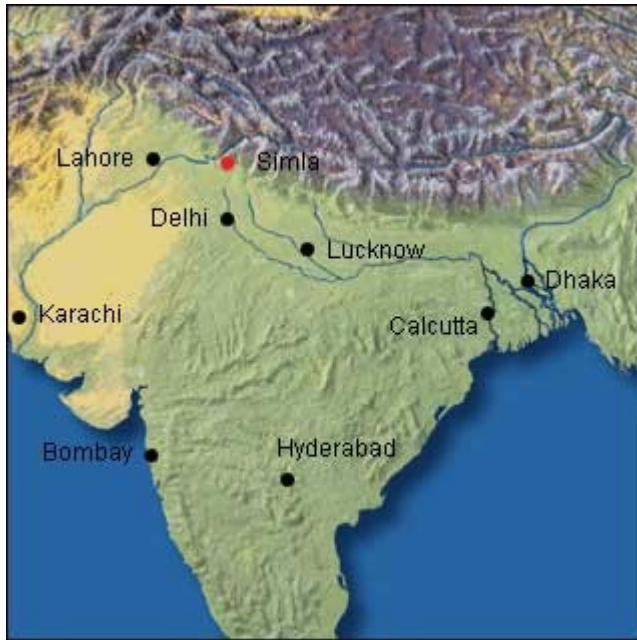 Lahore
Simla
Delhi
Lucknow
Dhaka
Karachi
Calcutta
Bombay
Hyderabad